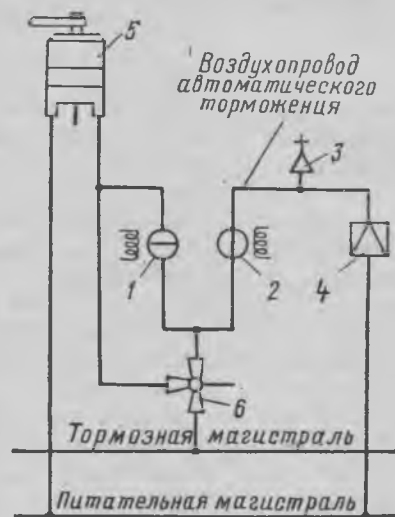 5
Воздухопровод
автоматического
торможения
3
1
2
4
6
Тормозная магистраль
Питательная магистраль